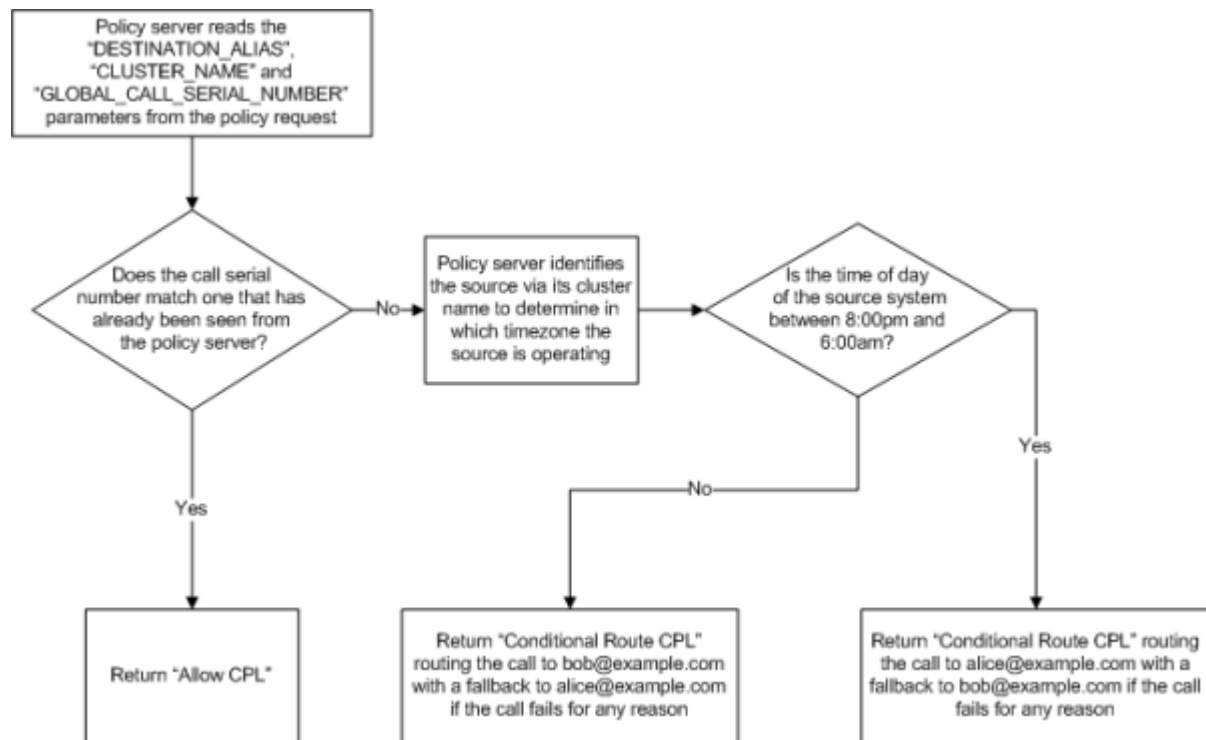 Policy server reads the
“DESTINATION_ALIAS”,
“CLUSTER_NAME” and
“GLOBAL_CALL_SERIAL_NUMBER”
parameters from the policy request
Does the call serial
number match one that has
already been seen from
the policy server?
No
Policy server identifies
the source via its cluster
name to determine in
which timezone the
source is operating
Is the time of day
of the source system
between 8:00pm and
6:00am?
Yes
No
Yes
Return “Allow CPL”
Return “Conditional Route CPL”
routing the call to bob@example.com
with a fallback to alice@example.com
if the call fails for any reason
Return “Conditional Route CPL” routing
the call to alice@example.com with a
fallback to bob@example.com if the call
fails for any reason